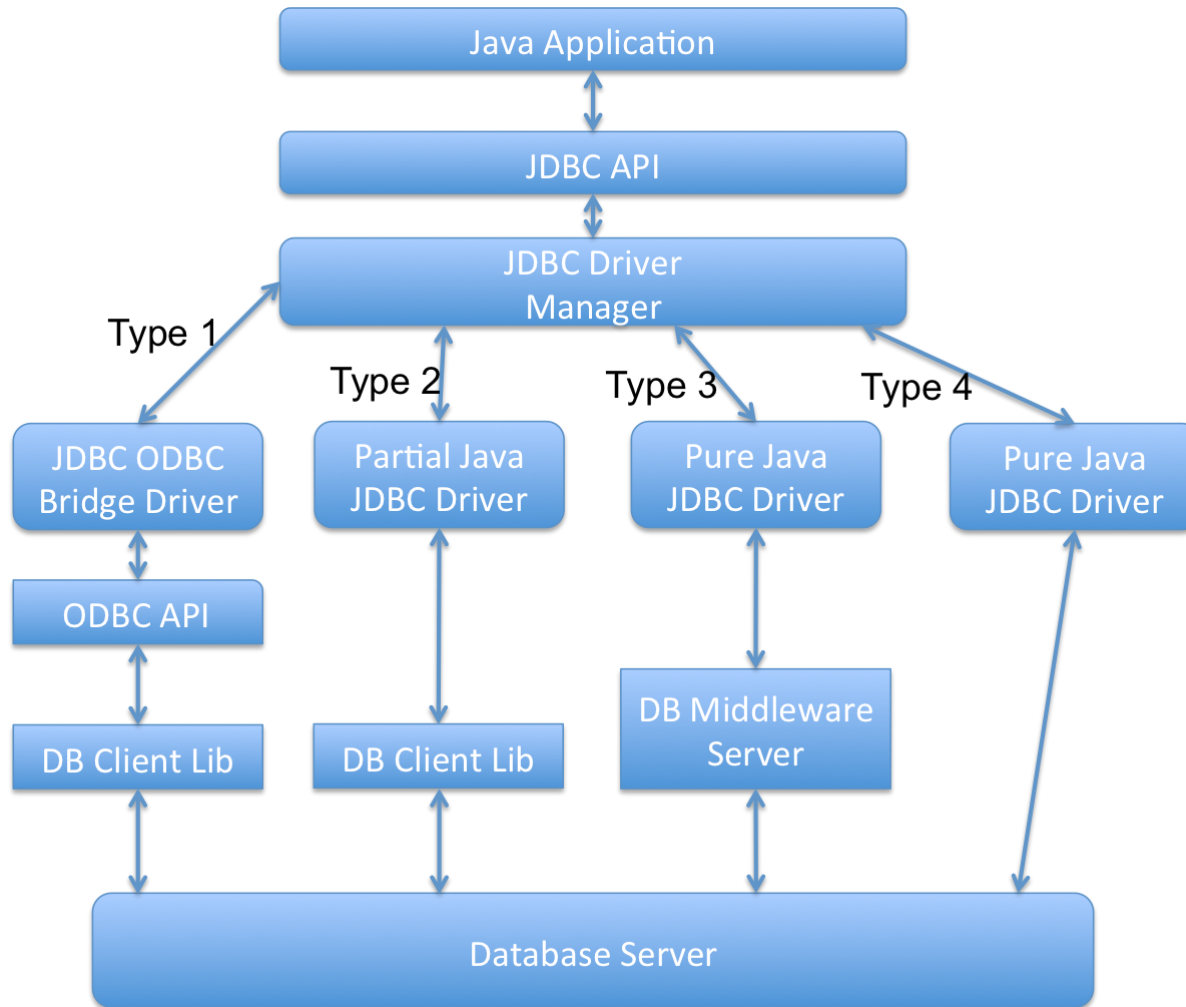 Java Application
JDBC API
JDBC Driver
Manager
Type 1
Type 2
Type 3
Type 4
JDBC ODBC
Bridge Driver
Partial Java
JDBC Driver
Pure Java
JDBC Driver
Pure Java
JDBC Driver
ODBC API
DB Client Lib
DB Client Lib
DB Middleware
Server
Database Server